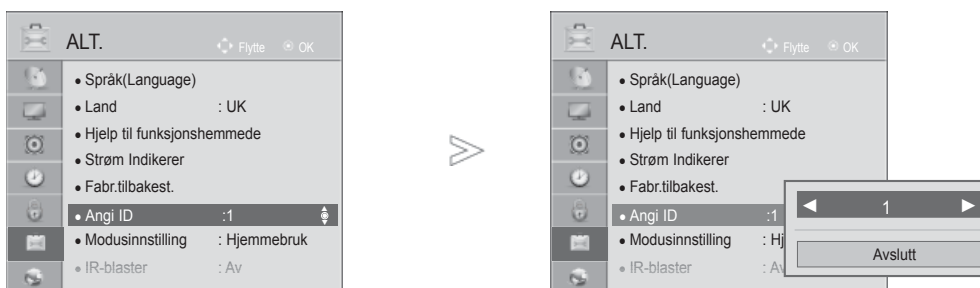 ALT.
Flytte OK
Språk(Language)
Land : UK
Hjelp til funksjonshemmede
Strøm Indikerer
Fabr.tilbakest.
Angi ID :1
Modusinnstilling : Hjemmebruk
IR-blaster : Av
ALT.
Flytte OK
Språk(Language)
Land : UK
Hjelp til funksjonshemmede
Strøm Indikerer
Fabr.tilbakest.
Angi ID :1
Modusinnstilling : Hj
IR-blaster : Av
1
Avslutt